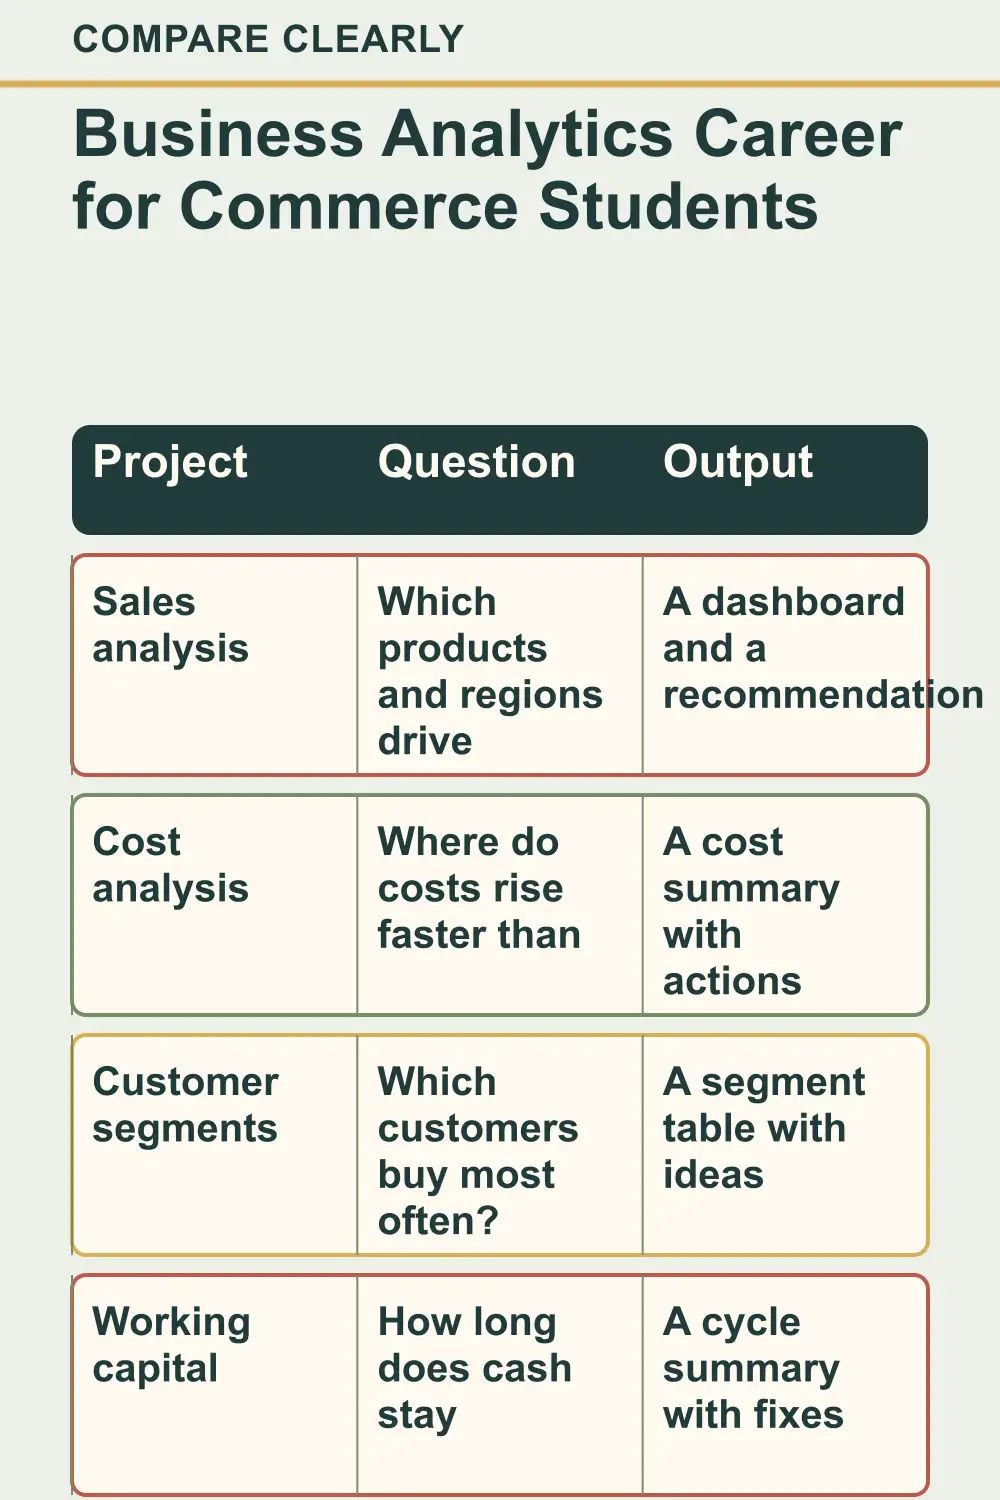 COMPARE CLEARLY
Business Analytics Career
for Commerce Students
Project
Question
Output
Sales
analysis
Which
products
and regions
drive
A dashboard
and a
recommendation
Cost
analysis
Where do
costs rise
faster than
A cost
summary
with
actions
Customer
segments
Which
customers
buy most
often?
A segment
table with
ideas
Working
capital
How long
does cash
stay
A cycle
summary
with fixes